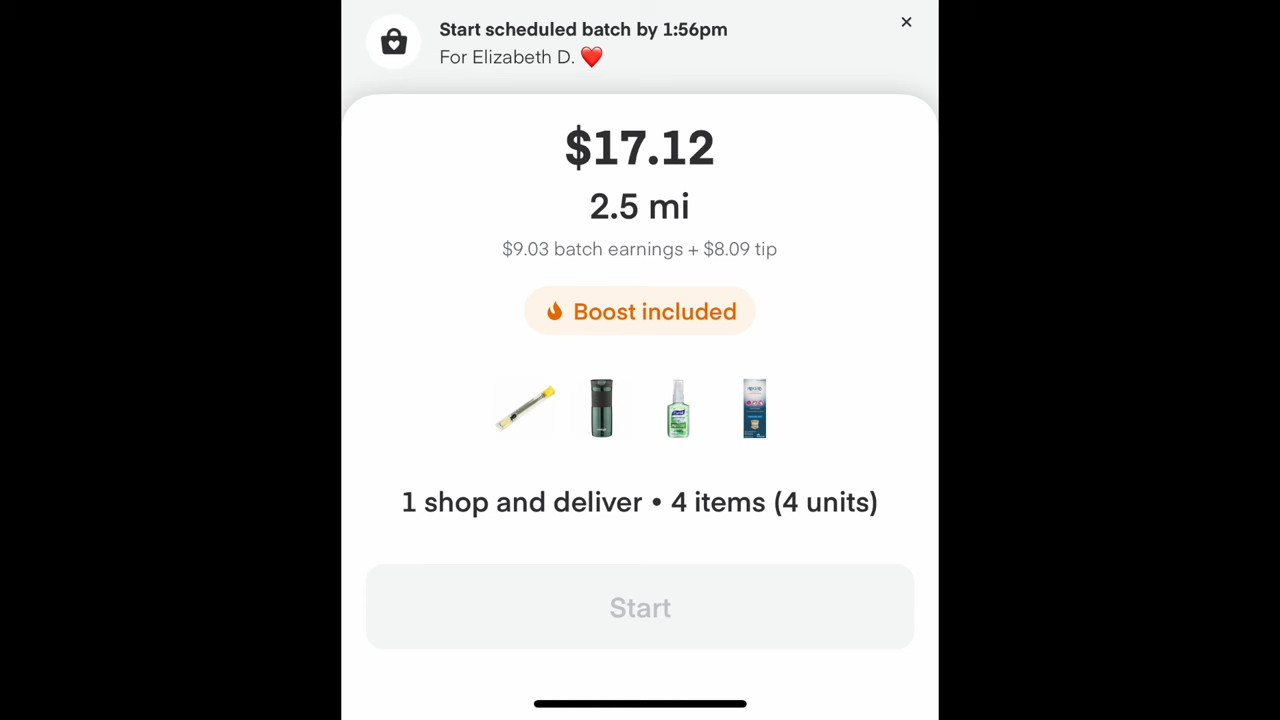 Start scheduled batch by 1:56pm
For Elizabeth D. ❤️
$17.12
2.5 mi
$9.03 batch earnings + $8.09 tip
Boost included
1 shop and deliver • 4 items (4 units)
Start